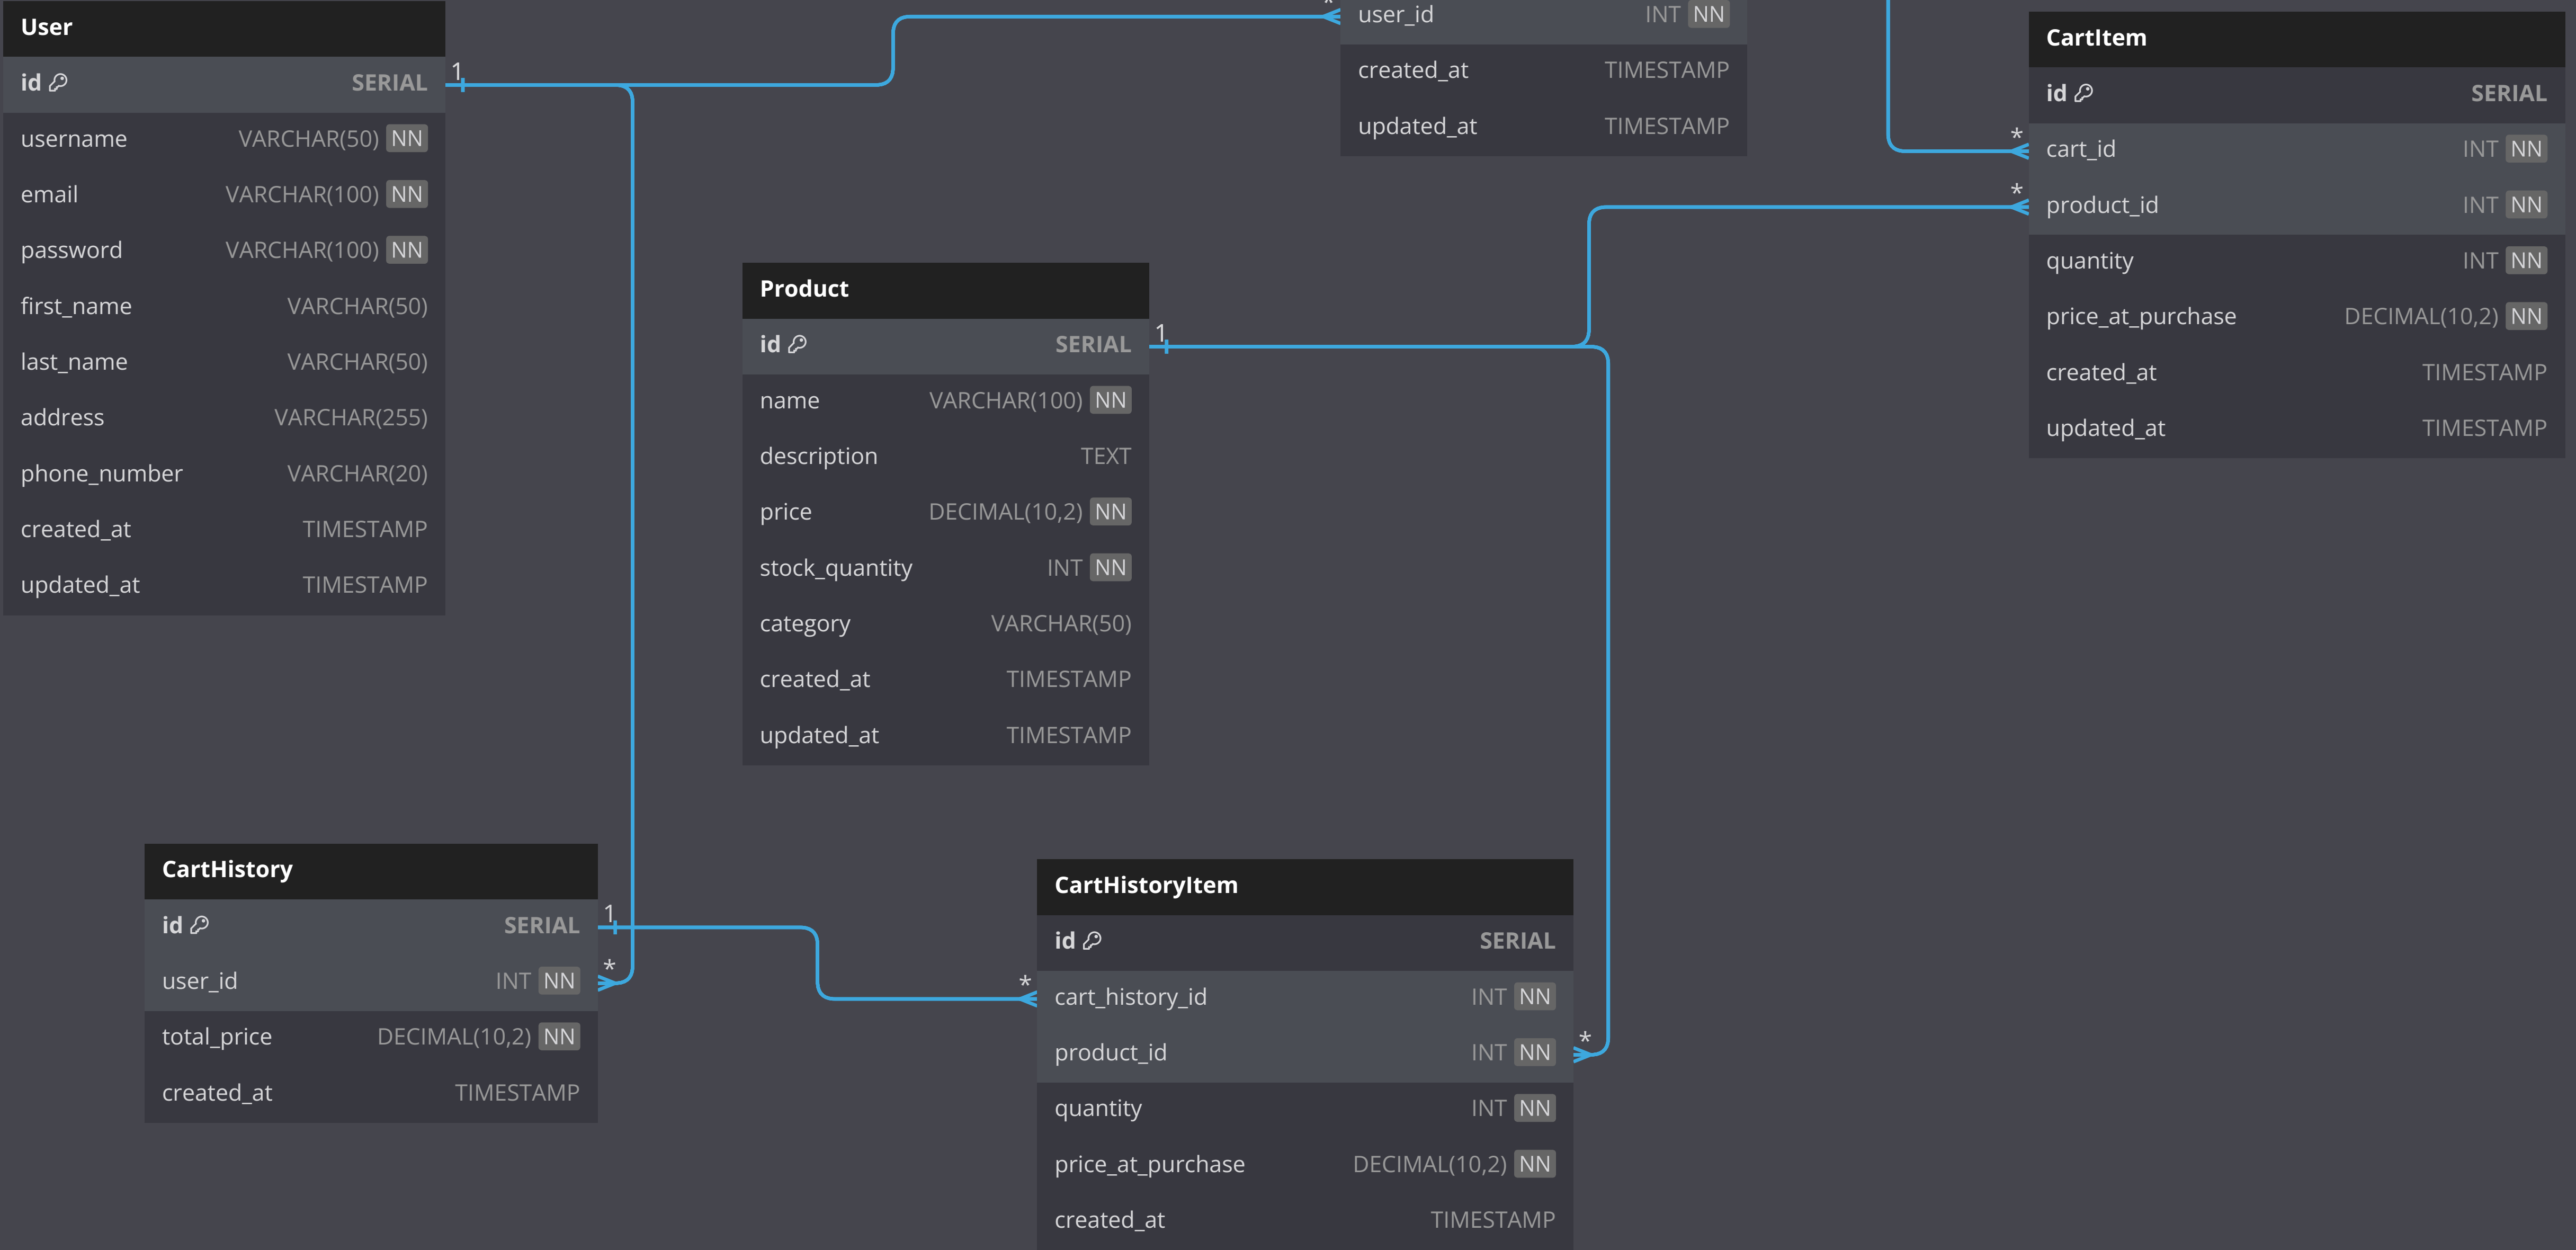 User
id SERIAL
username VARCHAR(50) NN
email VARCHAR(100) NN
password VARCHAR(100) NN
first_name VARCHAR(50)
last_name VARCHAR(50)
address VARCHAR(255)
phone_number VARCHAR(20)
created_at TIMESTAMP
updated_at TIMESTAMP
1
*
user_id INT NN
created_at TIMESTAMP
updated_at TIMESTAMP
CartItem
id SERIAL
*
cart_id INT NN
*
product_id INT NN
quantity INT NN
price_at_purchase DECIMAL(10,2) NN
created_at TIMESTAMP
updated_at TIMESTAMP
Product
id SERIAL
1
name VARCHAR(100) NN
description TEXT
price DECIMAL(10,2) NN
stock_quantity INT NN
category VARCHAR(50)
created_at TIMESTAMP
updated_at TIMESTAMP
CartHistory
id SERIAL
1
user_id INT NN
*
total_price DECIMAL(10,2) NN
created_at TIMESTAMP
CartHistoryItem
id SERIAL
*
cart_history_id INT NN
product_id INT NN
*
quantity INT NN
price_at_purchase DECIMAL(10,2) NN
created_at TIMESTAMP